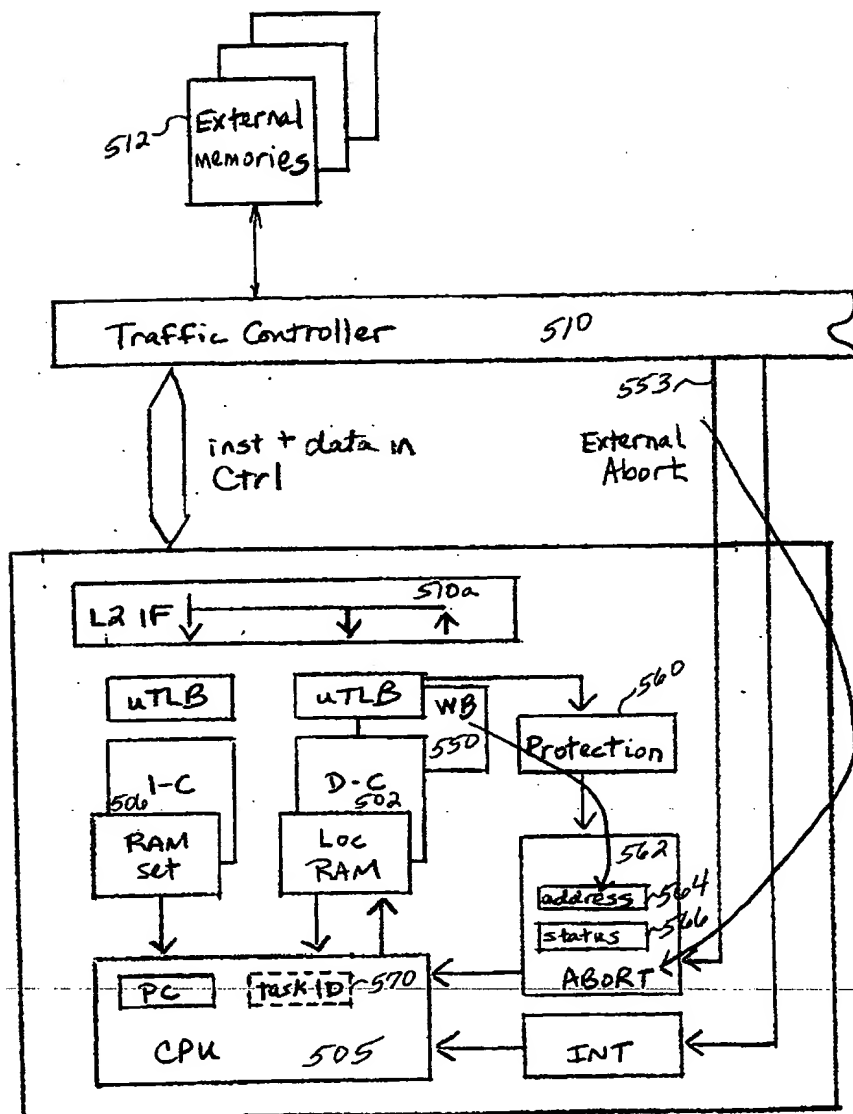 512
External
memories
Traffic Controller 510
553
inst + data in
Ctrl
External
Abort
L2 IF
510a
uTLB
uTLB
WB
550
560
Protection
I-C
506
RAM
set
D-C
502
Loc
RAM
562
address
564
status
566
ABORT
PC
task ID
570
CPU 505
INT